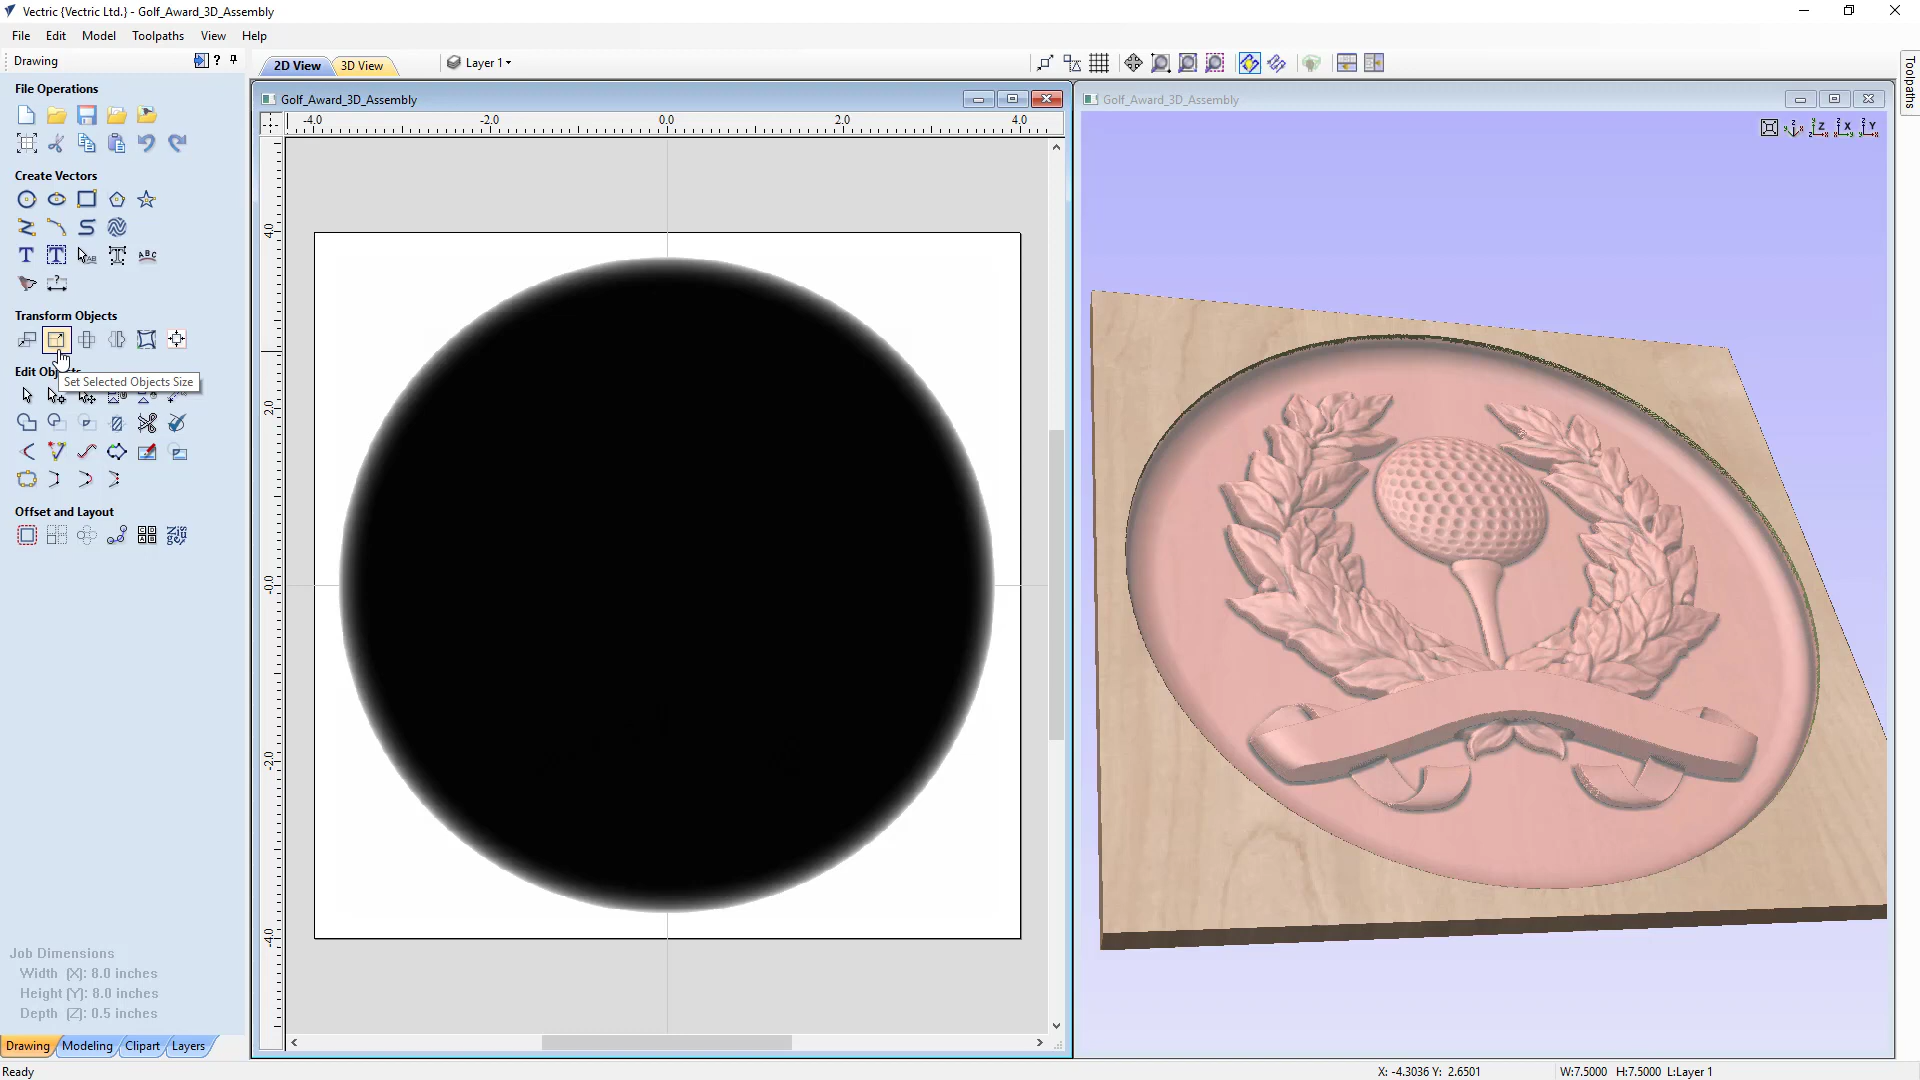 Vectric {Vectric Ltd.} - Golf_Award_3D_Assembly
File Edit Model Toolpaths View Help
Drawing
2D View 3D View Layer 1
File Operations
Golf_Award_3D_Assembly
Golf_Award_3D_Assembly
Toolpaths
-4.0 -2.0 0.0 2.0 4.0
Create Vectors
4.0
Transform Objects
Edit Obj
Set Selected Objects Size
2.0
Offset and Layout
-0.0
-2.0
-4.0
Job Dimensions
Width (X): 8.0 inches
Height (Y): 8.0 inches
Depth (Z): 0.5 inches
Drawing Modeling Clipart Layers
Ready
X: -4.3036 Y: 2.6501 W:7.5000 H:7.5000 L:Layer 1